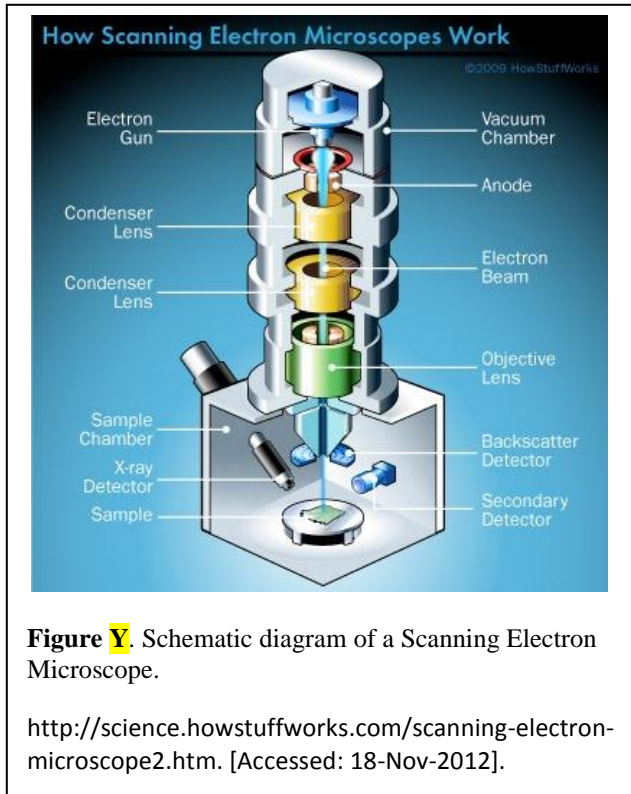 How Scanning Electron Microscopes Work
©2009 HowStuffWorks
Electron
Gun
Vacuum
Chamber
Anode
Condenser
Lens
Electron
Beam
Condenser
Lens
Objective
Lens
Sample
Chamber
Backscatter
Detector
X-ray
Detector
Secondary
Detector
Sample
Figure Y. Schematic diagram of a Scanning Electron
Microscope.
http://science.howstuffworks.com/scanning-electron-
microscope2.htm. [Accessed: 18-Nov-2012].